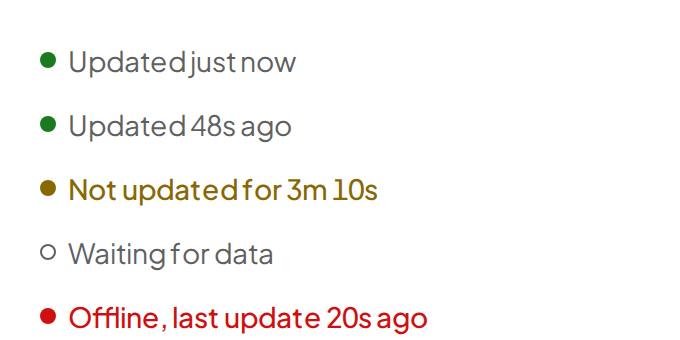 Updated just now
Updated 48s ago
Not updated for 3m 10s
Waiting for data
Offline, last update 20s ago